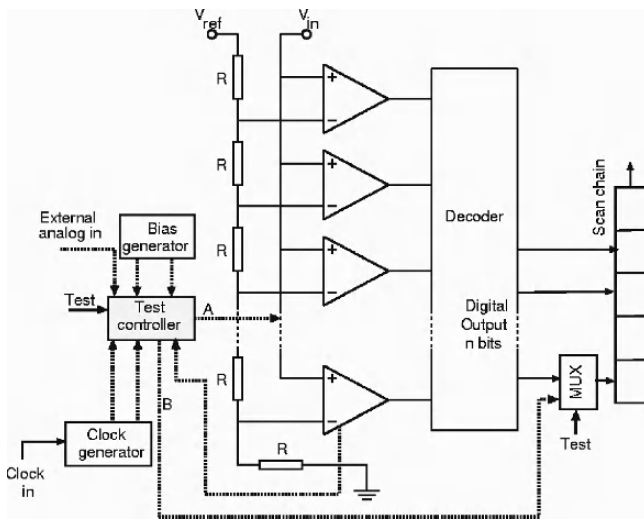 Vref
Vin
R
+
−
R
+
−
Decoder
Scan chain
External
analog in
Bias
generator
R
+
−
Test
Test
controller
A
Digital
Output
n bits
R
+
−
B
MUX
Clock
generator
R
Test
Clock
in